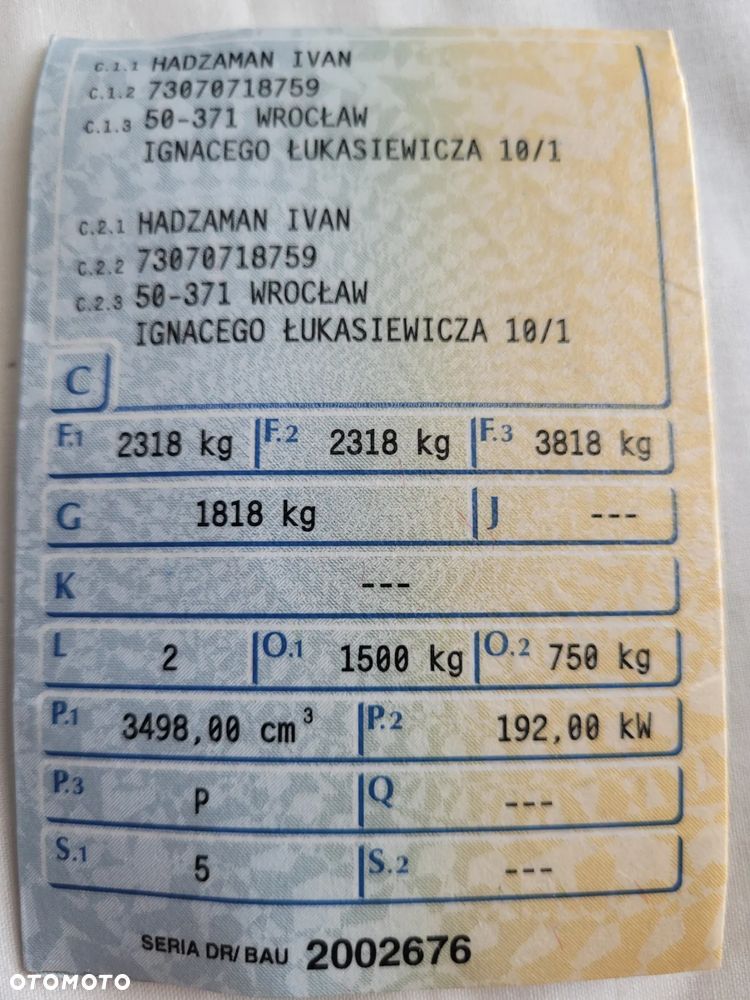 C.1.1 HADZAMAN IVAN
C.1.2 73070718759
C.1.3 50-371 WROCŁAW
IGNACEGO ŁUKASIEWICZA 10/1
C.2.1 HADZAMAN IVAN
C.2.2 73070718759
C.2.3 50-371 WROCŁAW
IGNACEGO ŁUKASIEWICZA 10/1
C
F.1 2318 kg F.2 2318 kg F.3 3818 kg
G 1818 kg J ---
K ---
L 2 O.1 1500 kg O.2 750 kg
P.1 3498,00 cm³ P.2 192,00 kW
P.3 P Q ---
S.1 5 S.2 ---
SERIA DR/BAU 2002676
OTOMOTO